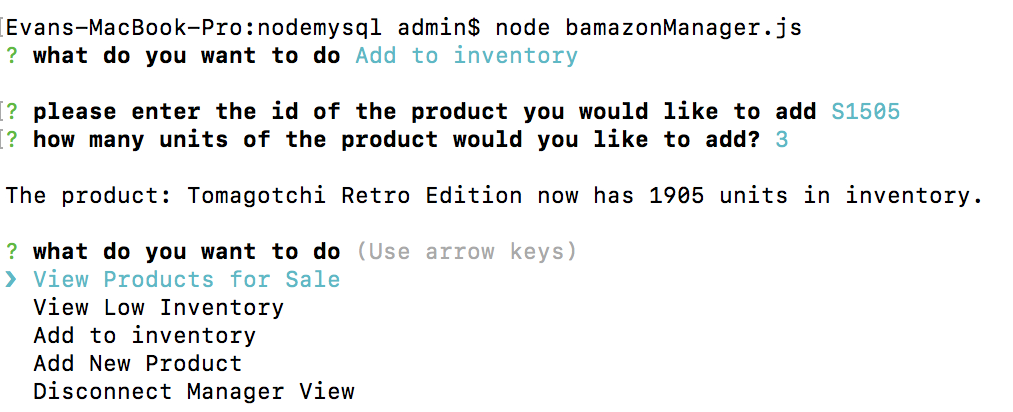 Evans-MacBook-Pro:nodemysql admin$ node bamazonManager.js
? what do you want to do Add to inventory
? please enter the id of the product you would like to add S1505
? how many units of the product would you like to add? 3
The product: Tomagotchi Retro Edition now has 1905 units in inventory.
? what do you want to do (Use arrow keys)
❯ View Products for Sale
View Low Inventory
Add to inventory
Add New Product
Disconnect Manager View